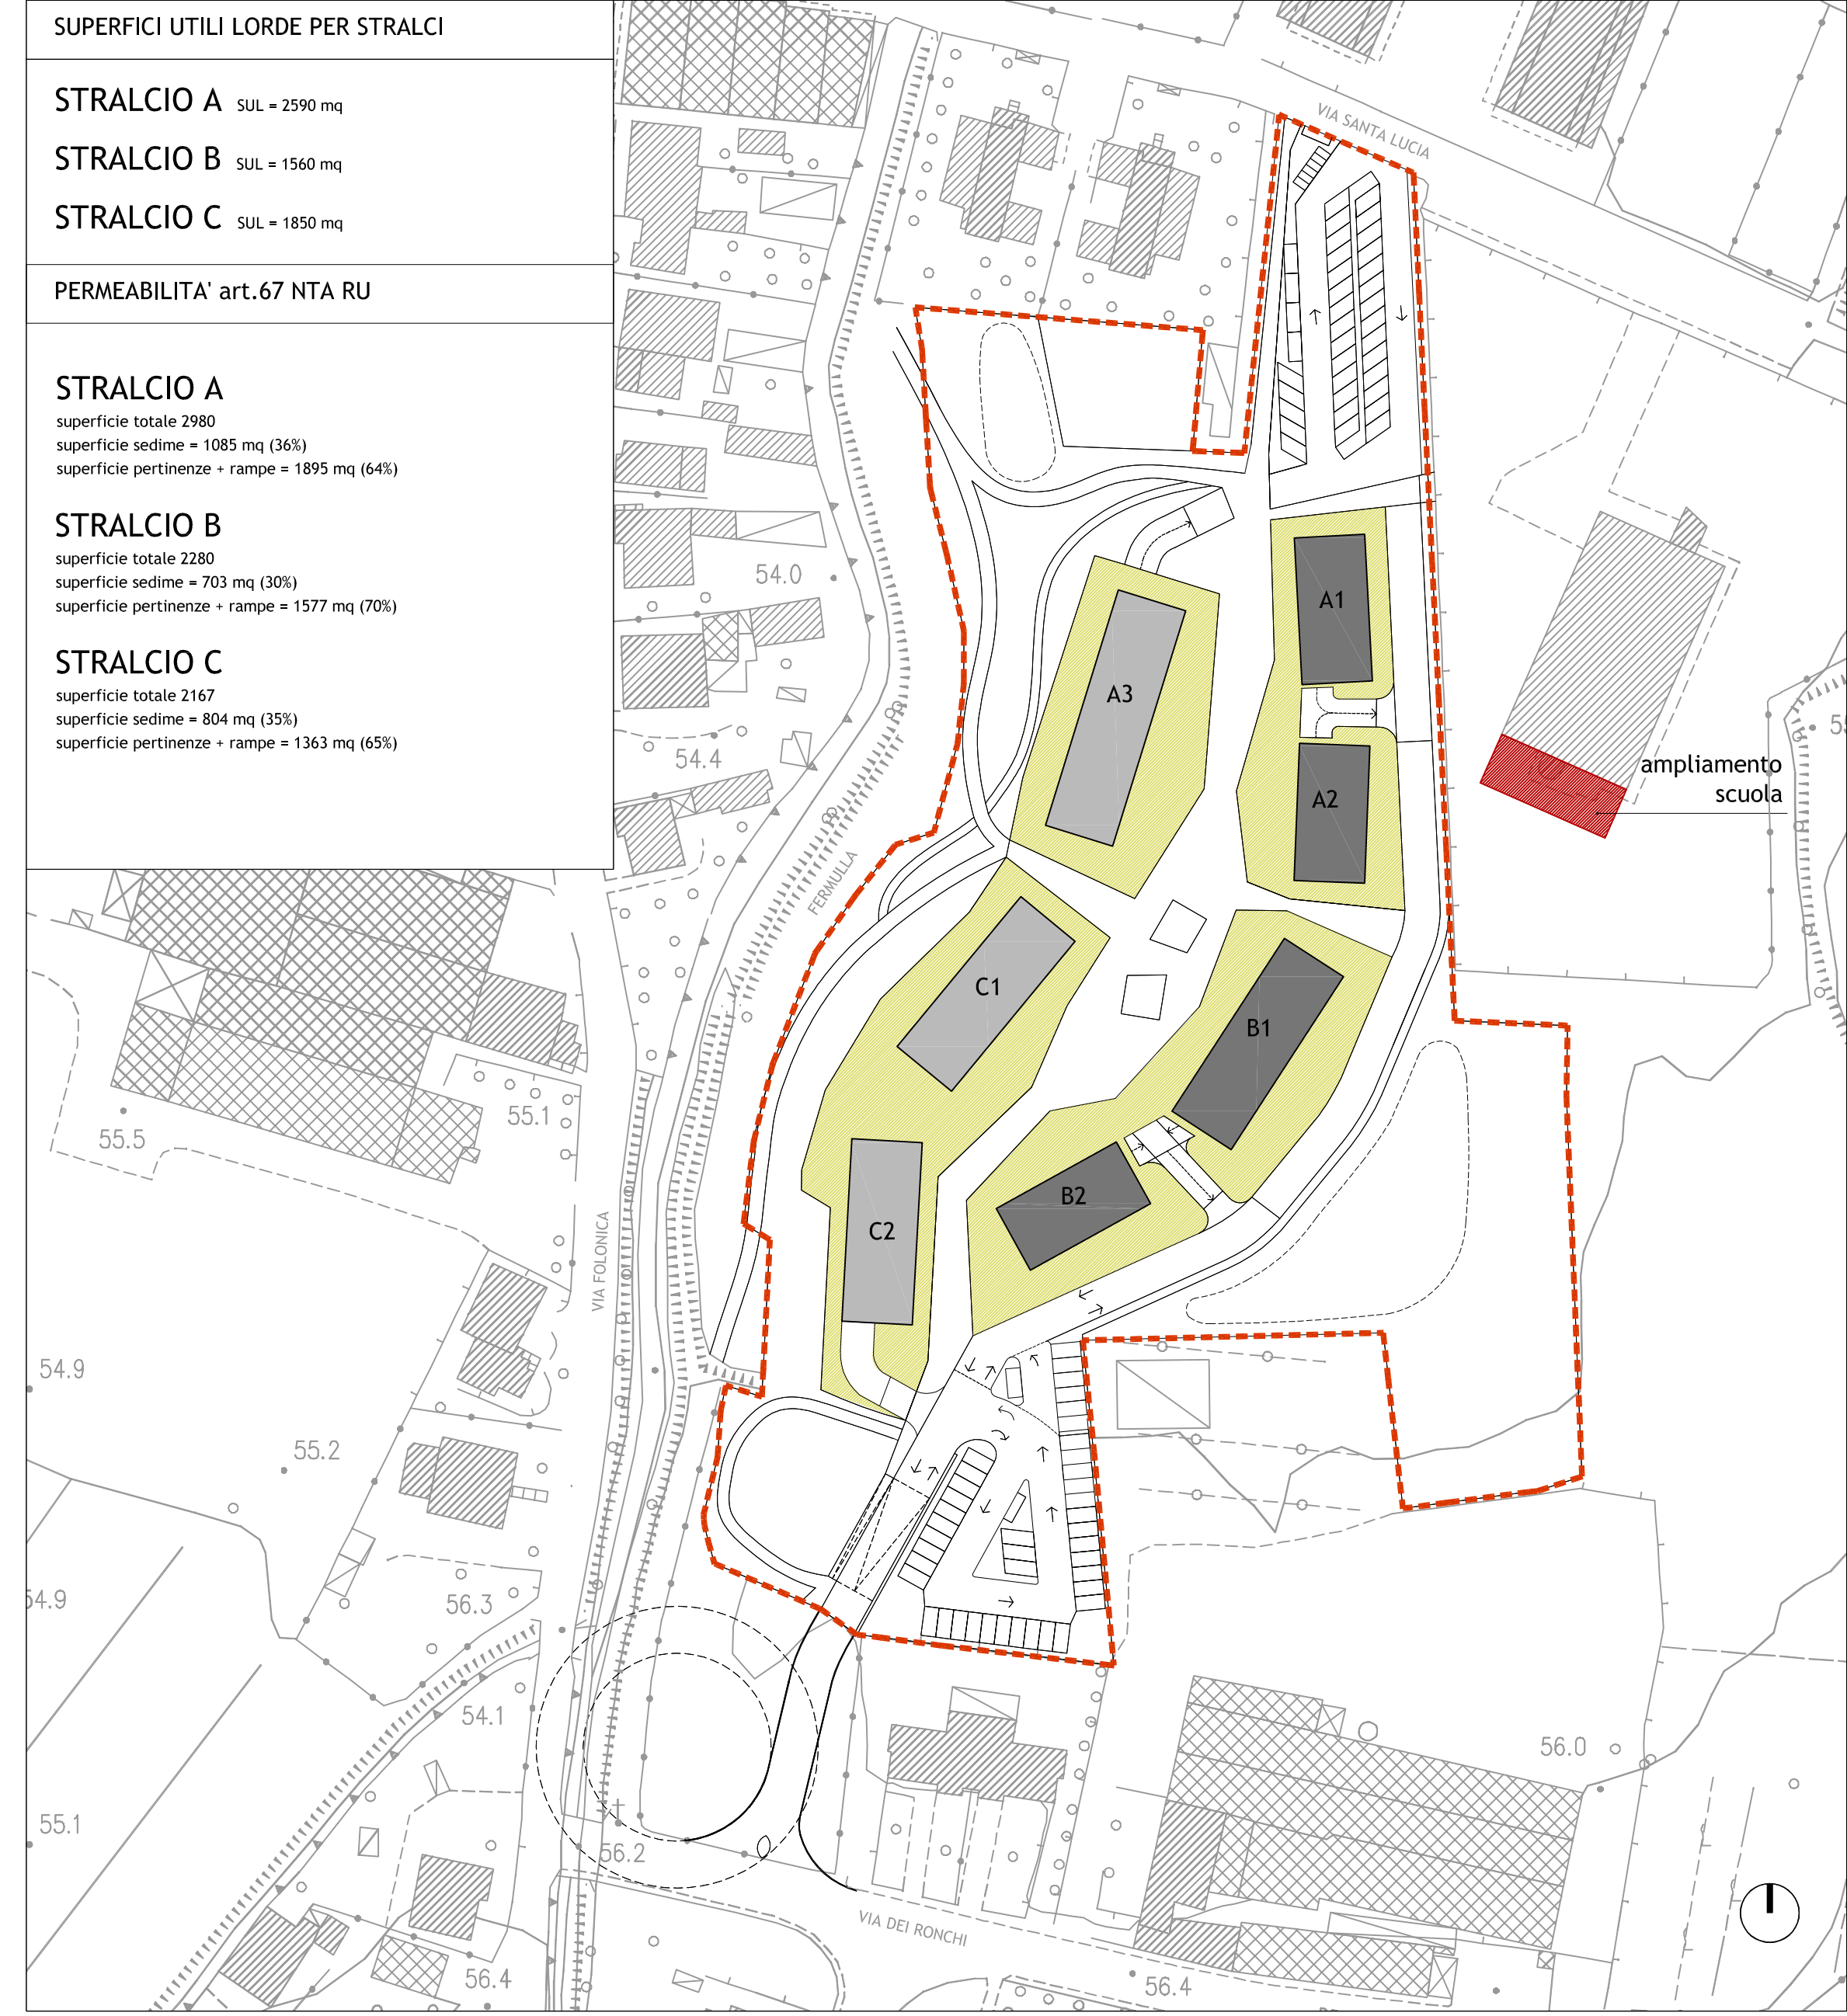 SUPERFICI UTILI LORDE PER STRALCI
STRALCIO A SUL = 2590 mq
STRALCIO B SUL = 1560 mq
STRALCIO C SUL = 1850 mq
PERMEABILITA' art.67 NTA RU
STRALCIO A
superficie totale 2980
superficie sedime = 1085 mq (36%)
superficie pertinenze + rampe = 1895 mq (64%)
STRALCIO B
superficie totale 2280
superficie sedime = 703 mq (30%)
superficie pertinenze + rampe = 1577 mq (70%)
STRALCIO C
superficie totale 2167
superficie sedime = 804 mq (35%)
superficie pertinenze + rampe = 1363 mq (65%)
VIA SANTA LUCIA
54.0
A1
A3
54.4
A2
ampliamento
scuola
FERMULLA
C1
B1
55.1
55.5
B2
C2
VIA FOLONICA
54.9
55.2
54.9
56.3
54.1
56.0
55.1
56.2
VIA DEI RONCHI
56.4
56.4